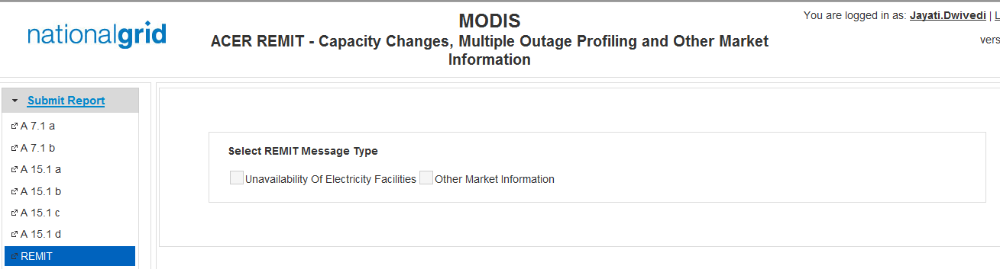 nationalgrid
MODIS
ACER REMIT - Capacity Changes, Multiple Outage Profiling and Other Market
Information
You are logged in as: Jayati.Dwivedi |
Submit Report
A 7.1 a
A 7.1 b
A 15.1 a
A 15.1 b
A 15.1 c
A 15.1 d
REMIT
Select REMIT Message Type
Unavailability Of Electricity Facilities Other Market Information